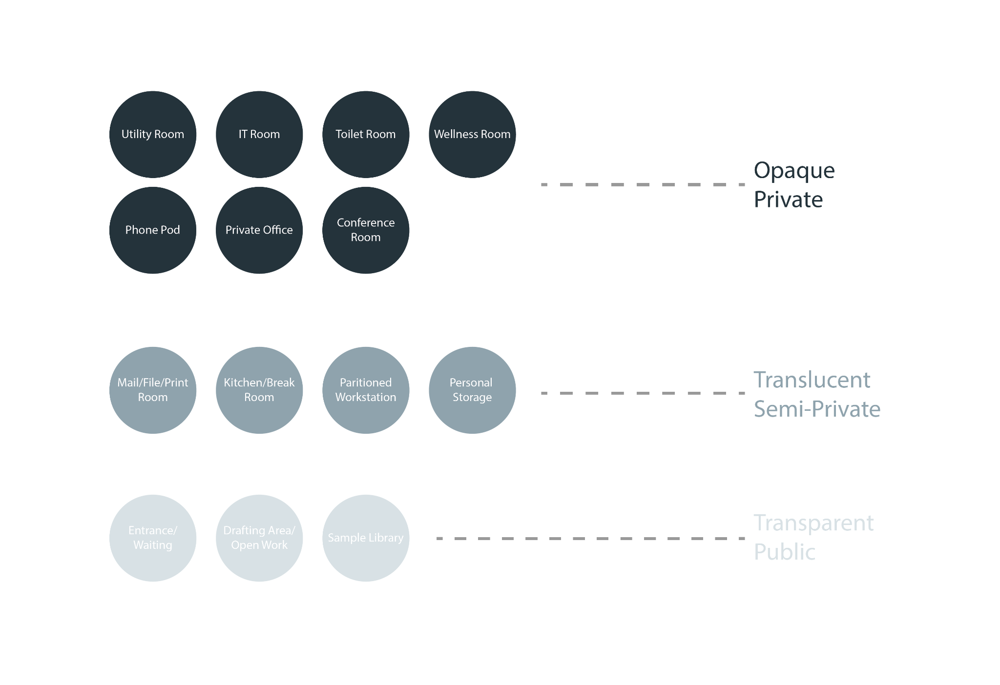 Utility Room
IT Room
Toilet Room
Wellness Room
Phone Pod
Private Office
Conference
Room
Opaque
Private
Mail/File/Print
Room
Kitchen/Break
Room
Paritioned
Workstation
Personal
Storage
Translucent
Semi-Private
Entrance/
Waiting
Drafting Area/
Open Work
Sample Library
Transparent
Public